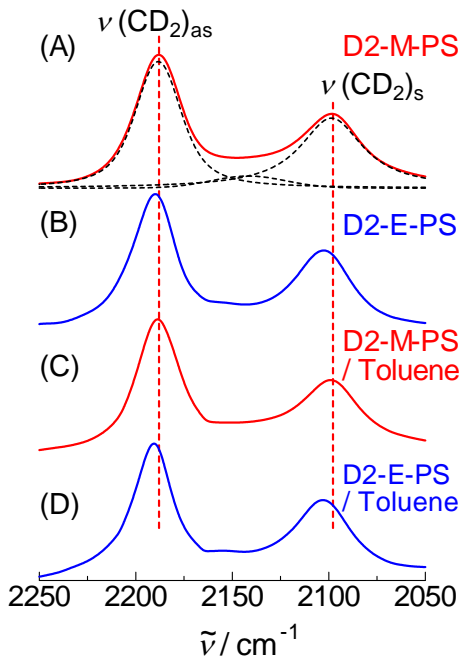 (A)
ν (CD₂)as
D2-M-PS
ν (CD₂)s
(B)
D2-E-PS
(C)
D2-M-PS
/ Toluene
(D)
D2-E-PS
/ Toluene
2250 2200 2150 2100 2050
ν̃ / cm⁻¹